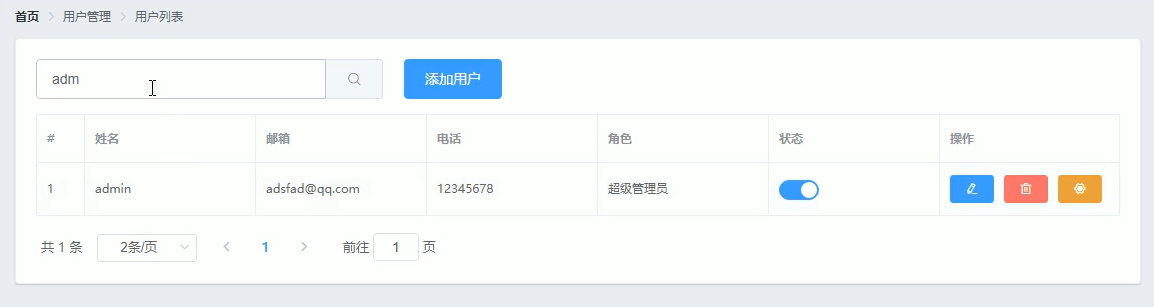 首页 > 用户管理 > 用户列表
adm 添加用户
# 姓名 邮箱 电话 角色 状态 操作
1 admin adsfad@qq.com 12345678 超级管理员
共 1 条 2条/页 < 1 > 前往 1 页